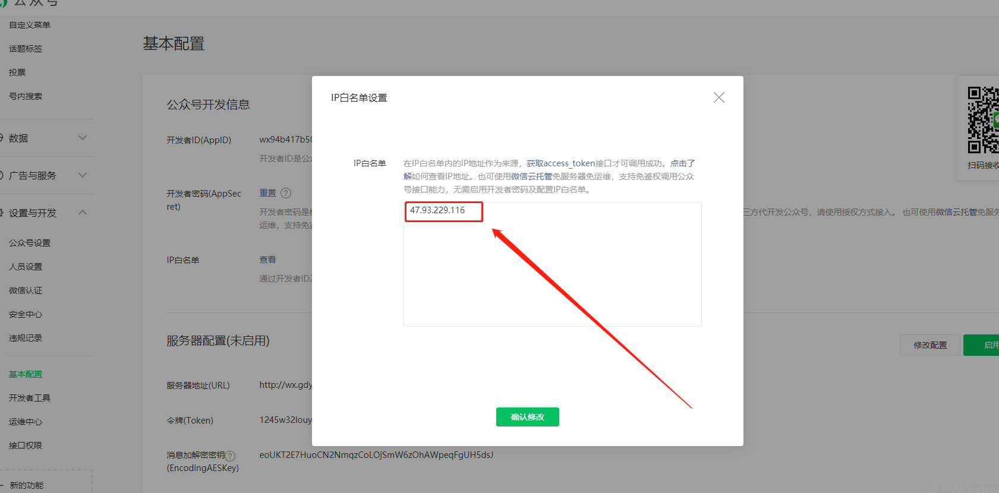 公众号
自定义菜单
话题标签
投票
号内搜索
数据
广告与服务
设置与开发
公众号设置
人员设置
微信认证
安全中心
违规记录
基本配置
开发者工具
运维中心
接口权限
新的功能
基本配置
公众号开发信息
开发者ID(AppID)
wx94b417b50
开发者ID是公
开发者密码(AppSec
ret)
重置 ?
开发者密码是
三方代开发公众号，请使用授权方式接入。 也可使用微信云托管免服务
运维，支持免
IP白名单
查看
通过开发者ID
服务器配置(未启用)
修改配置
启用
服务器地址(URL)
http://wx.gdy
令牌(Token)
1245w32louy
消息加解密密钥?
(EncodingAESKey)
eoUKT2E7HuoCN2NmqzCoLOjSmW6zOhAWpeqFgUH5dsJ
IP白名单设置
IP白名单
在IP白名单内的IP地址作为来源，获取access_token接口才可调用成功。点击了
解如何查看IP地址。也可使用微信云托管免服务器免运维，支持免鉴权调用公众
号接口能力，无需启用开发者密码及配置IP白名单。
47.93.229.116
确认修改
扫码接收
激活 Window